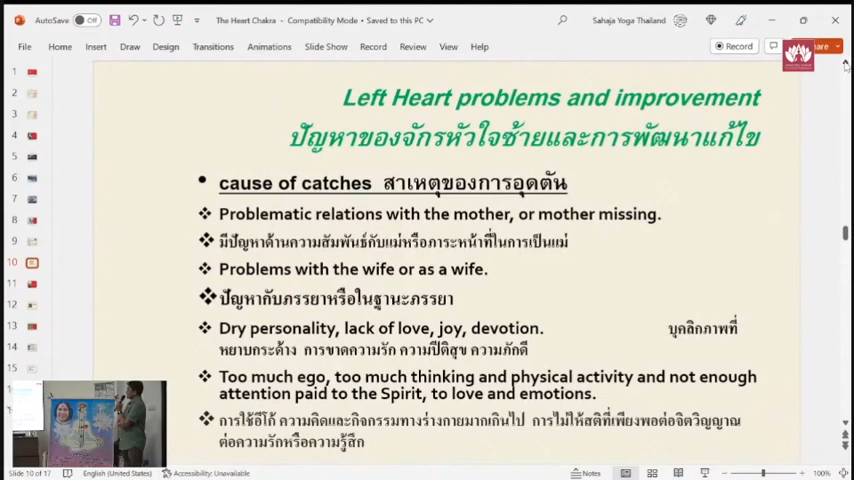 AutoSave
Off
The Heart Chakra - Compatibility Mode • Saved to this PC
Sahaja Yoga Thailand
File Home Insert Draw Design Transitions Animations Slide Show Record Review View Help
Record
Left Heart problems and improvement
ปัญหาของจักรหัวใจซ้ายและการพัฒนาแก้ไข
• cause of catches สาเหตุของการอุดตัน
❖ Problematic relations with the mother, or mother missing.
❖ มีปัญหาด้านความสัมพันธ์กับแม่หรือภาระหน้าที่ในการเป็นแม่
❖ Problems with the wife or as a wife.
❖ ปัญหากับภรรยาหรือในฐานะภรรยา
❖ Dry personality, lack of love, joy, devotion. บุคลิกภาพที่
หยาบกระด้าง การขาดความรัก ความปีติสุข ความภักดี
❖ Too much ego, too much thinking and physical activity and not enough
attention paid to the Spirit, to love and emotions.
❖ การใช้อีโก้ ความคิดและกิจกรรมทางร่างกายมากเกินไป การไม่ให้สติที่เพียงพอต่อจิตวิญญาณ
ต่อความรักหรือความรู้สึก
1
2
3
4
5
6
7
8
9
10
11
12
13
14
15
Slide 10 of 17 English (United States) Accessibility: Unavailable
Notes
100%